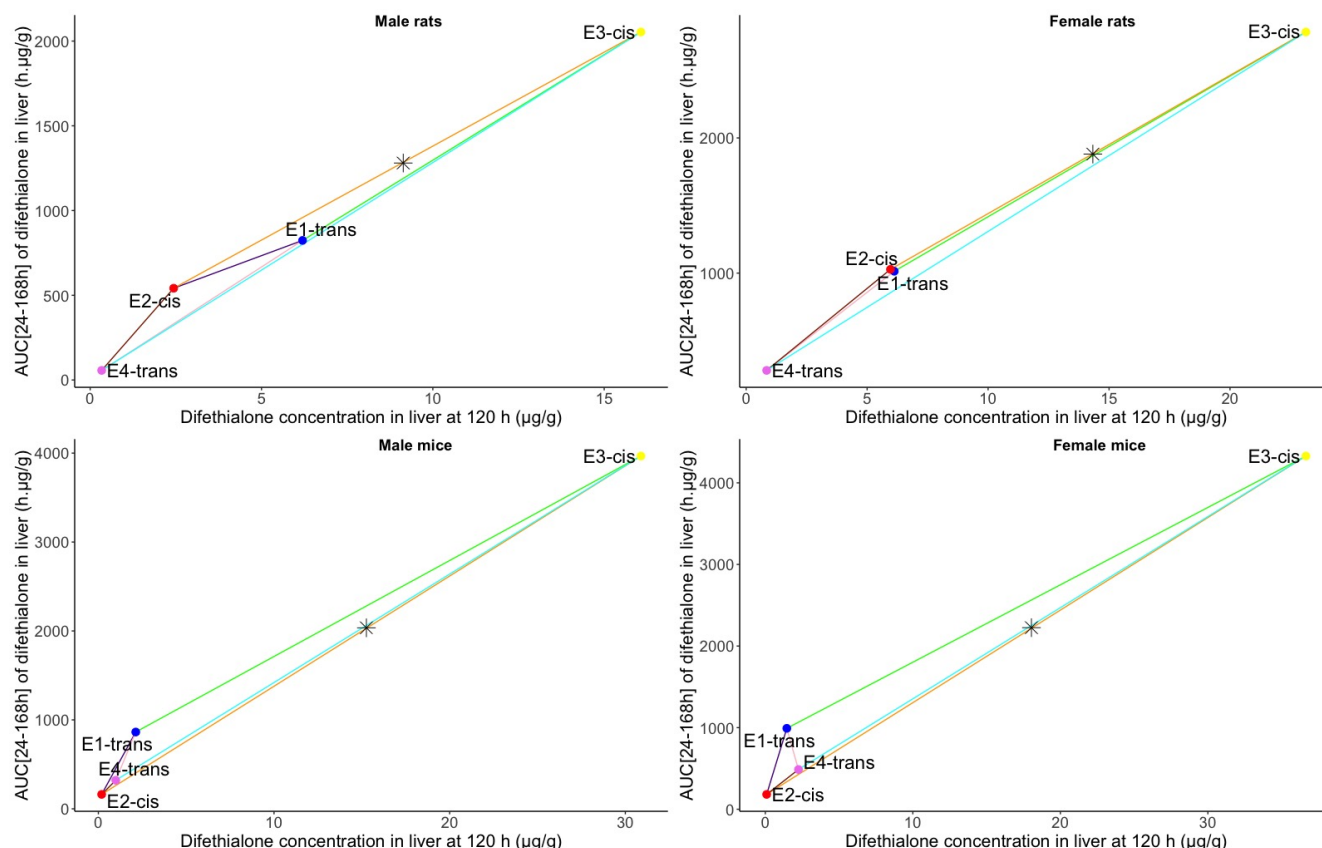 Male rats
AUC[24-168h] of difethialone in liver (h.µg/g)
2000
1500
1000
500
0
E3-cis
E1-trans
E2-cis
E4-trans
0 5 10 15
Difethialone concentration in liver at 120 h (µg/g)
Female rats
AUC[24-168h] of difethialone in liver (h.µg/g)
2000
1000
E3-cis
E2-cis
E1-trans
E4-trans
0 5 10 15 20
Difethialone concentration in liver at 120 h (µg/g)
Male mice
AUC[24-168h] of difethialone in liver (h.µg/g)
4000
3000
2000
1000
0
E3-cis
E1-trans
E4-trans
E2-cis
0 10 20 30
Difethialone concentration in liver at 120 h (µg/g)
Female mice
AUC[24-168h] of difethialone in liver (h.µg/g)
4000
3000
2000
1000
0
E3-cis
E1-trans
E4-trans
E2-cis
0 10 20 30
Difethialone concentration in liver at 120 h (µg/g)